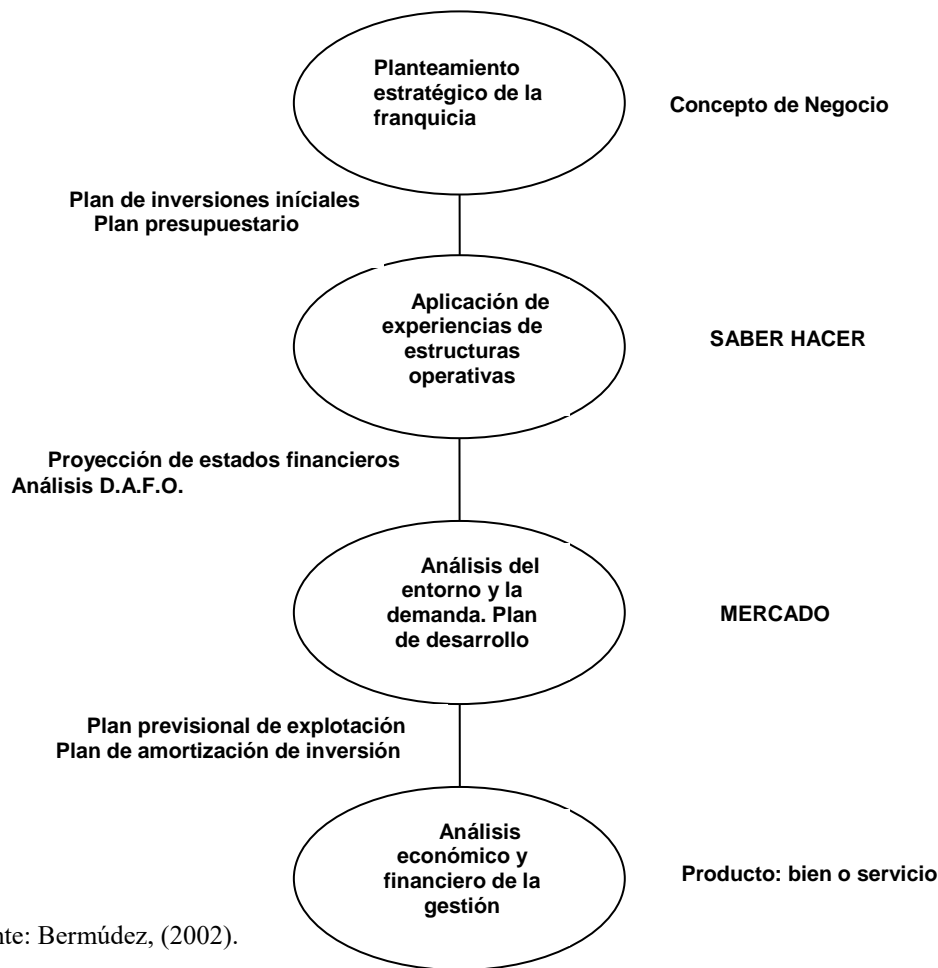 Planteamiento
estratégico de la
franquicia
Concepto de Negocio
Plan de inversiones iníciales
Plan presupuestario
Aplicación de
experiencias de
estructuras
operativas
SABER HACER
Proyección de estados financieros
Análisis D.A.F.O.
Análisis del
entorno y la
demanda. Plan
de desarrollo
MERCADO
Plan previsional de explotación
Plan de amortización de inversión
Análisis
económico y
financiero de la
gestión
Producto: bien o servicio
nte: Bermúdez, (2002).